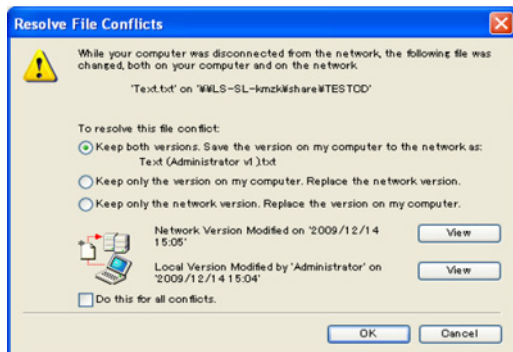 Resolve File Conflicts
While your computer was disconnected from the network, the following file was
changed, both on your computer and on the network
'Text.txt' on '¥¥LS-SL-kmzk¥share¥TESTCD'
To resolve this file conflict:
Keep both versions. Save the version on my computer to the network as:
Text (Administrator v1 ).txt
Keep only the version on my computer. Replace the network version.
Keep only the network version. Replace the version on my computer.
Network Version Modified on '2009/12/14
15:05'
View
Local Version Modified by 'Administrator' on
'2009/12/14 15:04'
View
Do this for all conflicts.
OK
Cancel